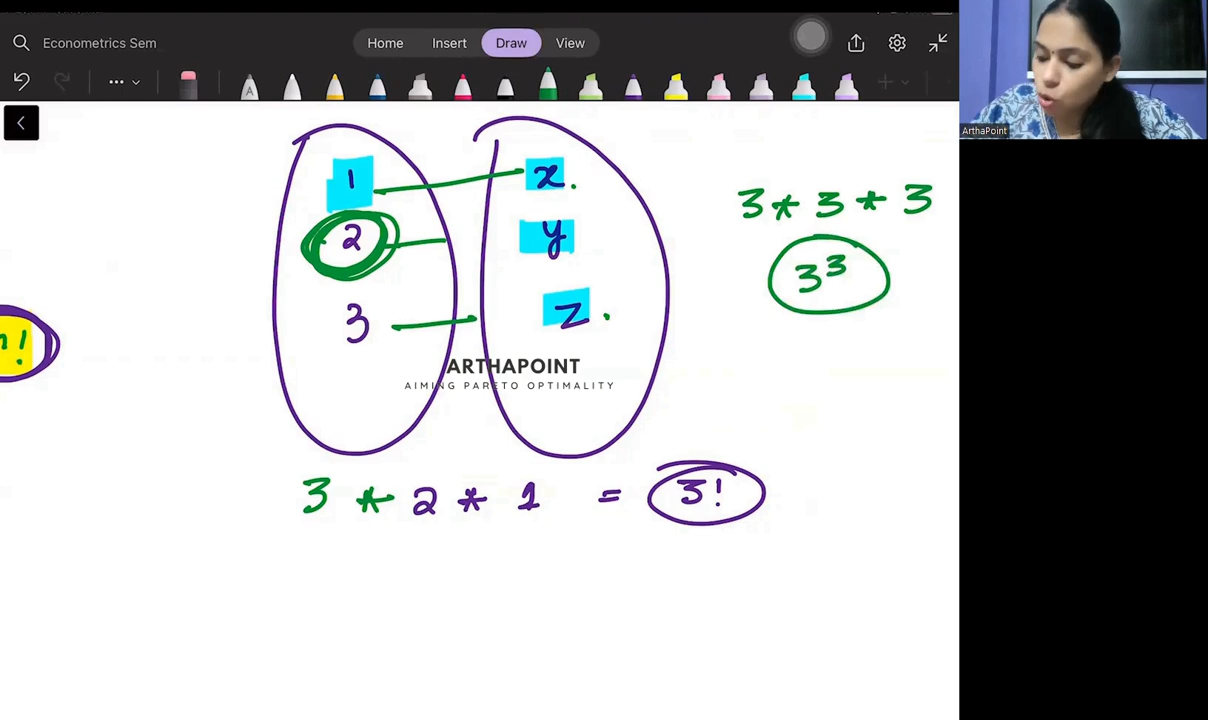 Econometrics Sem
Home Insert Draw View
A
ArthaPoint
1 x.
2 y
3 z.
3 * 3 * 3
3³
n!
ARTHAPOINT
AIMING PARETO OPTIMALITY
3 * 2 * 1 = 3!